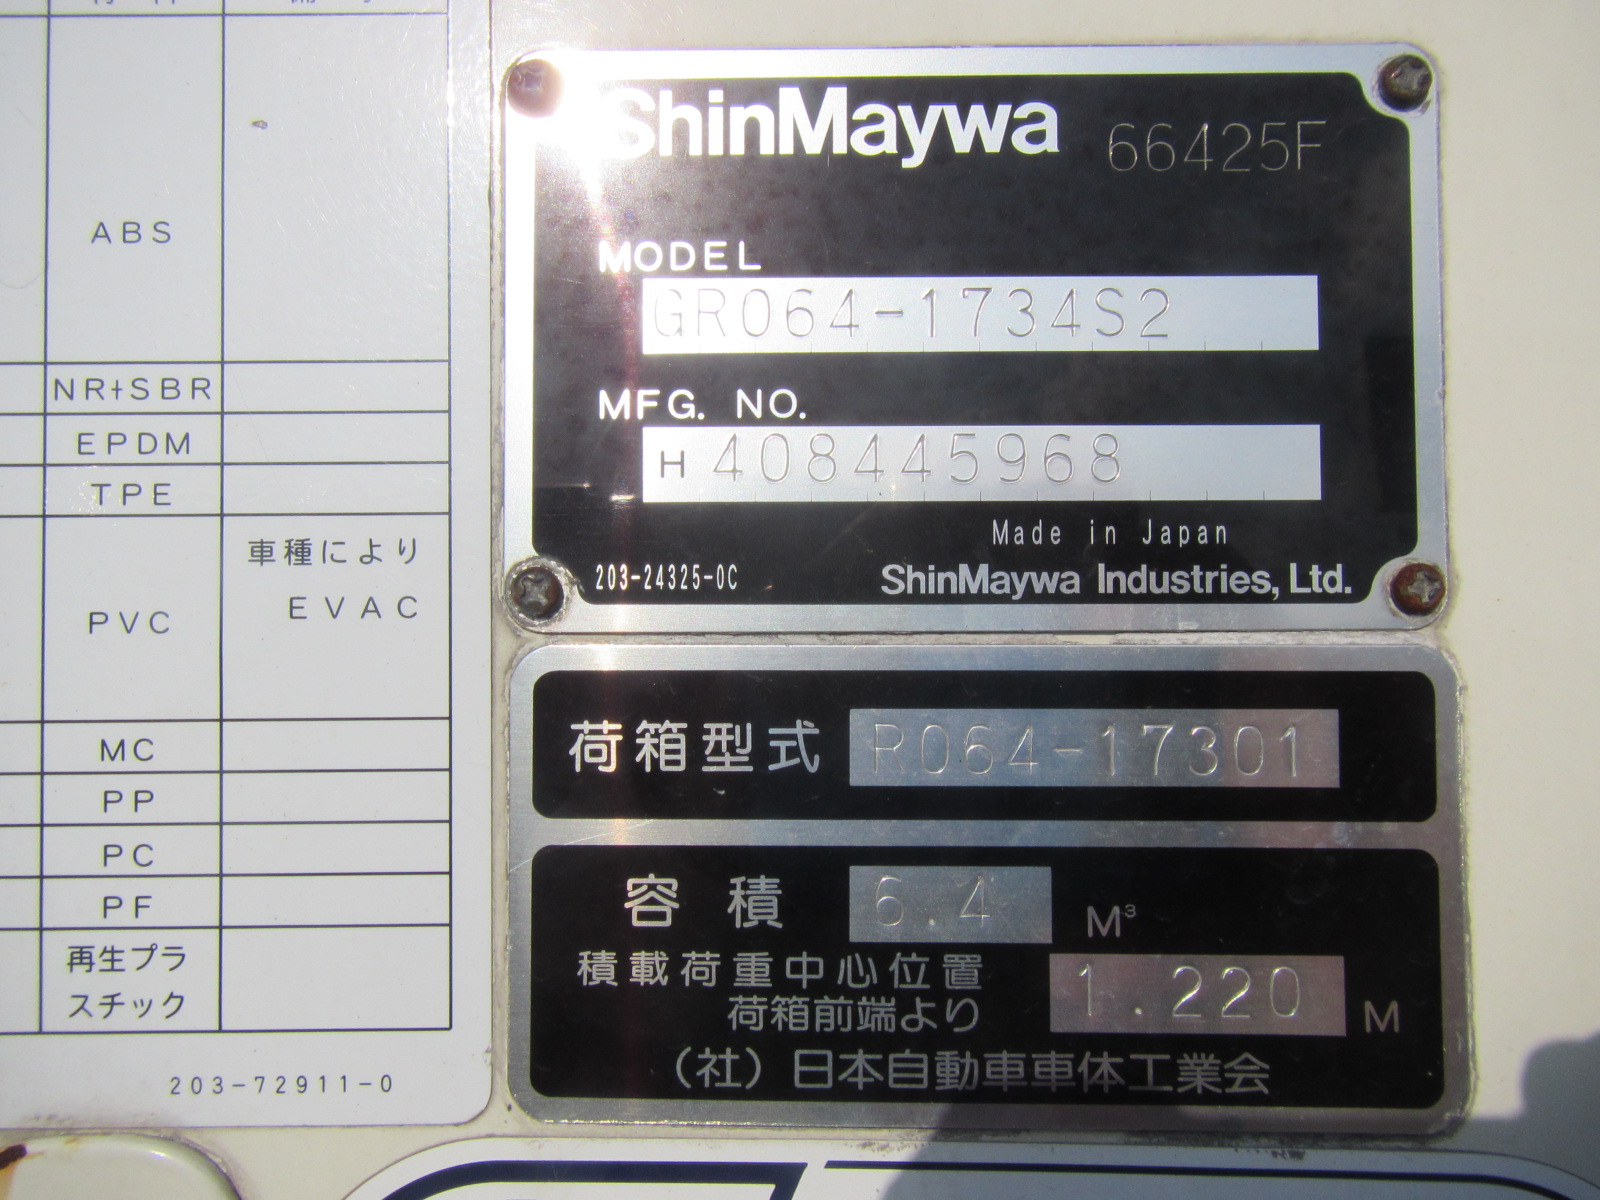 ABS
NR+SBR
EPDM
TPE
PVC
車種により
EVAC
MC
PP
PC
PF
再生プラ
スチック
203-72911-0
ShinMaywa 66425F
MODEL
GR064-1734S2
MFG. NO.
H 408445968
Made in Japan
203-24325-0C ShinMaywa Industries, Ltd.
荷箱型式 R064-17301
容積 6.4 M³
積載荷重中心位置
荷箱前端より 1.220 M
(社)日本自動車車体工業会